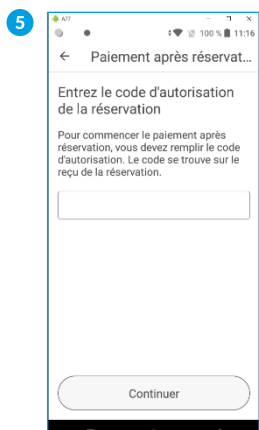 5
A77
100 % 11:16
← Paiement après réservat...
Entrez le code d'autorisation
de la réservation
Pour commencer le paiement après
réservation, vous devez remplir le code
d'autorisation. Le code se trouve sur le
reçu de la réservation.
Continuer